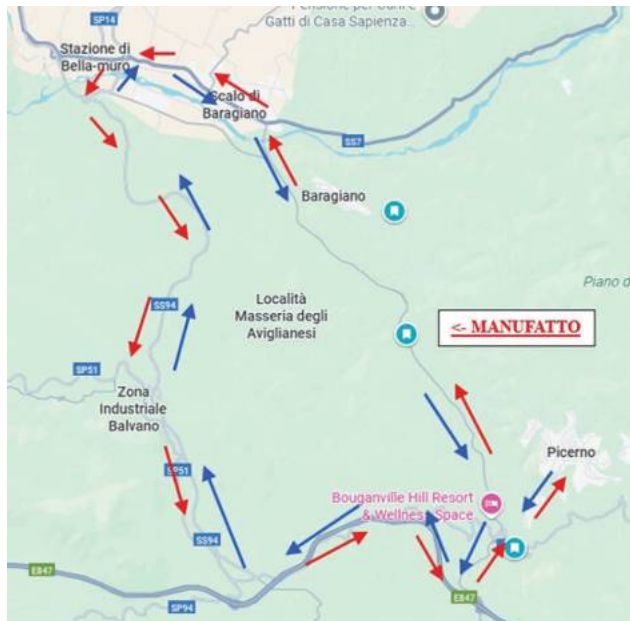 SP14
Gatti di Casa Sapienza...
Stazione di
Bella-muro
Scalo di
Baragiano
SS7
Baragiano
Piano d
Località
Masseria degli
Aviglianesi
SS94
<- MANUFATTO
SP51
Zona
Industriale
Balvano
Picerno
SP51
Bouganville Hill Resort
& Wellness Space
SS94
E847
E847
SP94